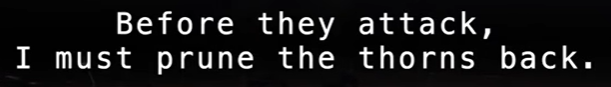 Before they attack,
I must prune the thorns back.